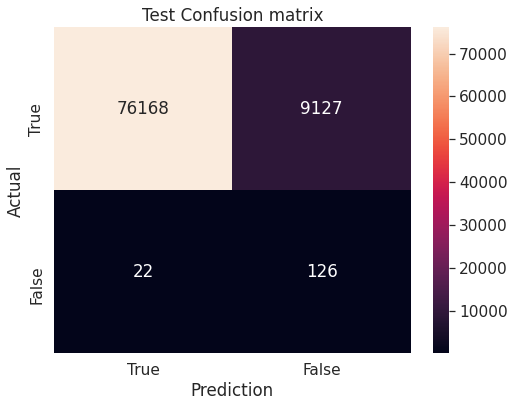 Test Confusion matrix
Actual
True
76168 9127
False
22 126
True False
Prediction
70000
60000
50000
40000
30000
20000
10000